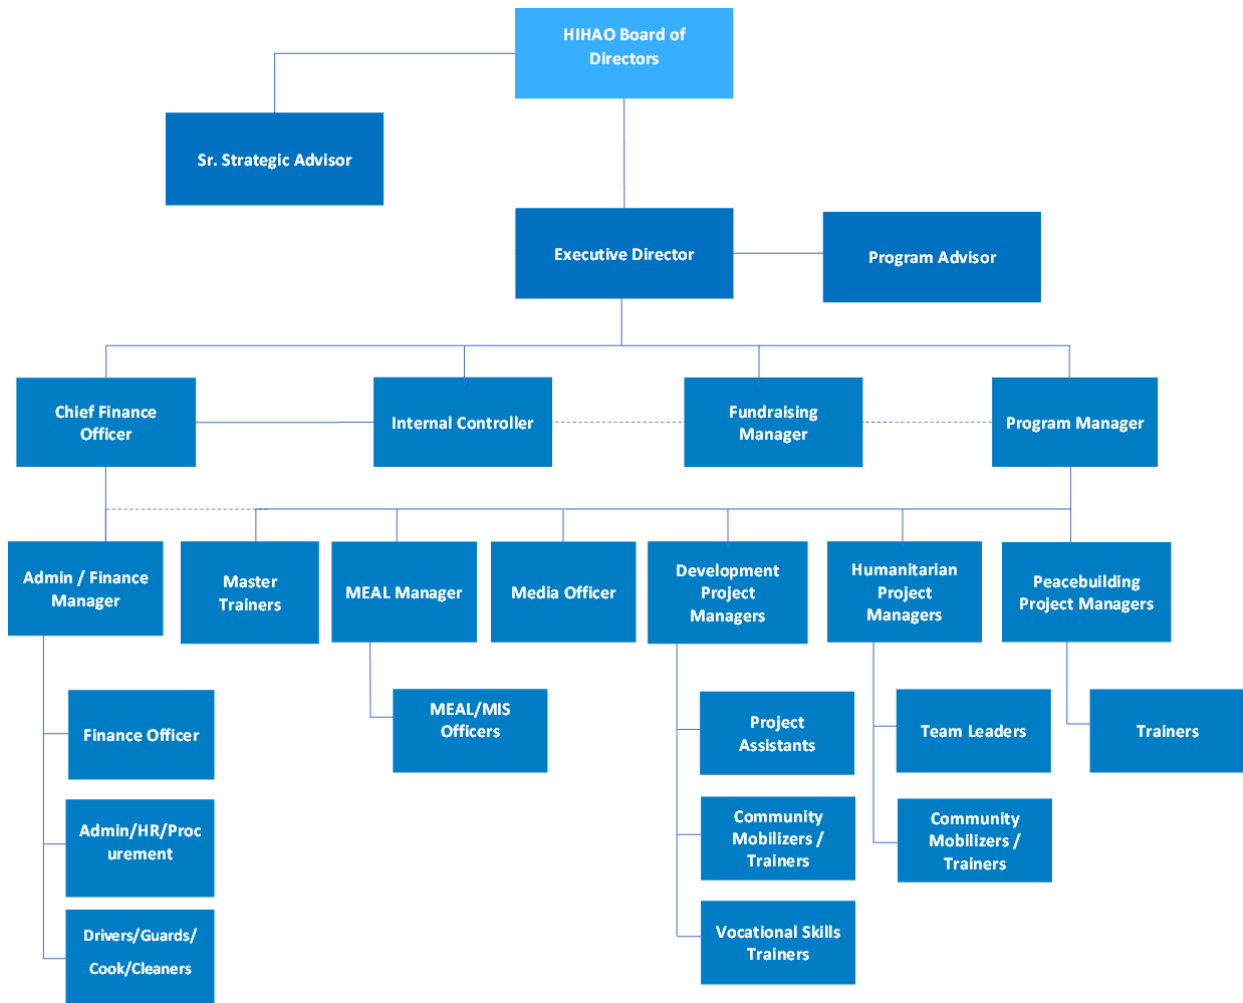 HIHAO Board of
Directors
Sr. Strategic Advisor
Executive Director
Program Advisor
Chief Finance
Officer
Internal Controller
Fundraising
Manager
Program Manager
Admin / Finance
Manager
Master
Trainers
MEAL Manager
Media Officer
Development
Project
Managers
Humanitarian
Project
Managers
Peacebuilding
Project Managers
Finance Officer
MEAL/MIS
Officers
Project
Assistants
Team Leaders
Trainers
Admin/HR/Proc
urement
Community
Mobilizers /
Trainers
Community
Mobilizers /
Trainers
Drivers/Guards/
Cook/Cleaners
Vocational Skills
Trainers